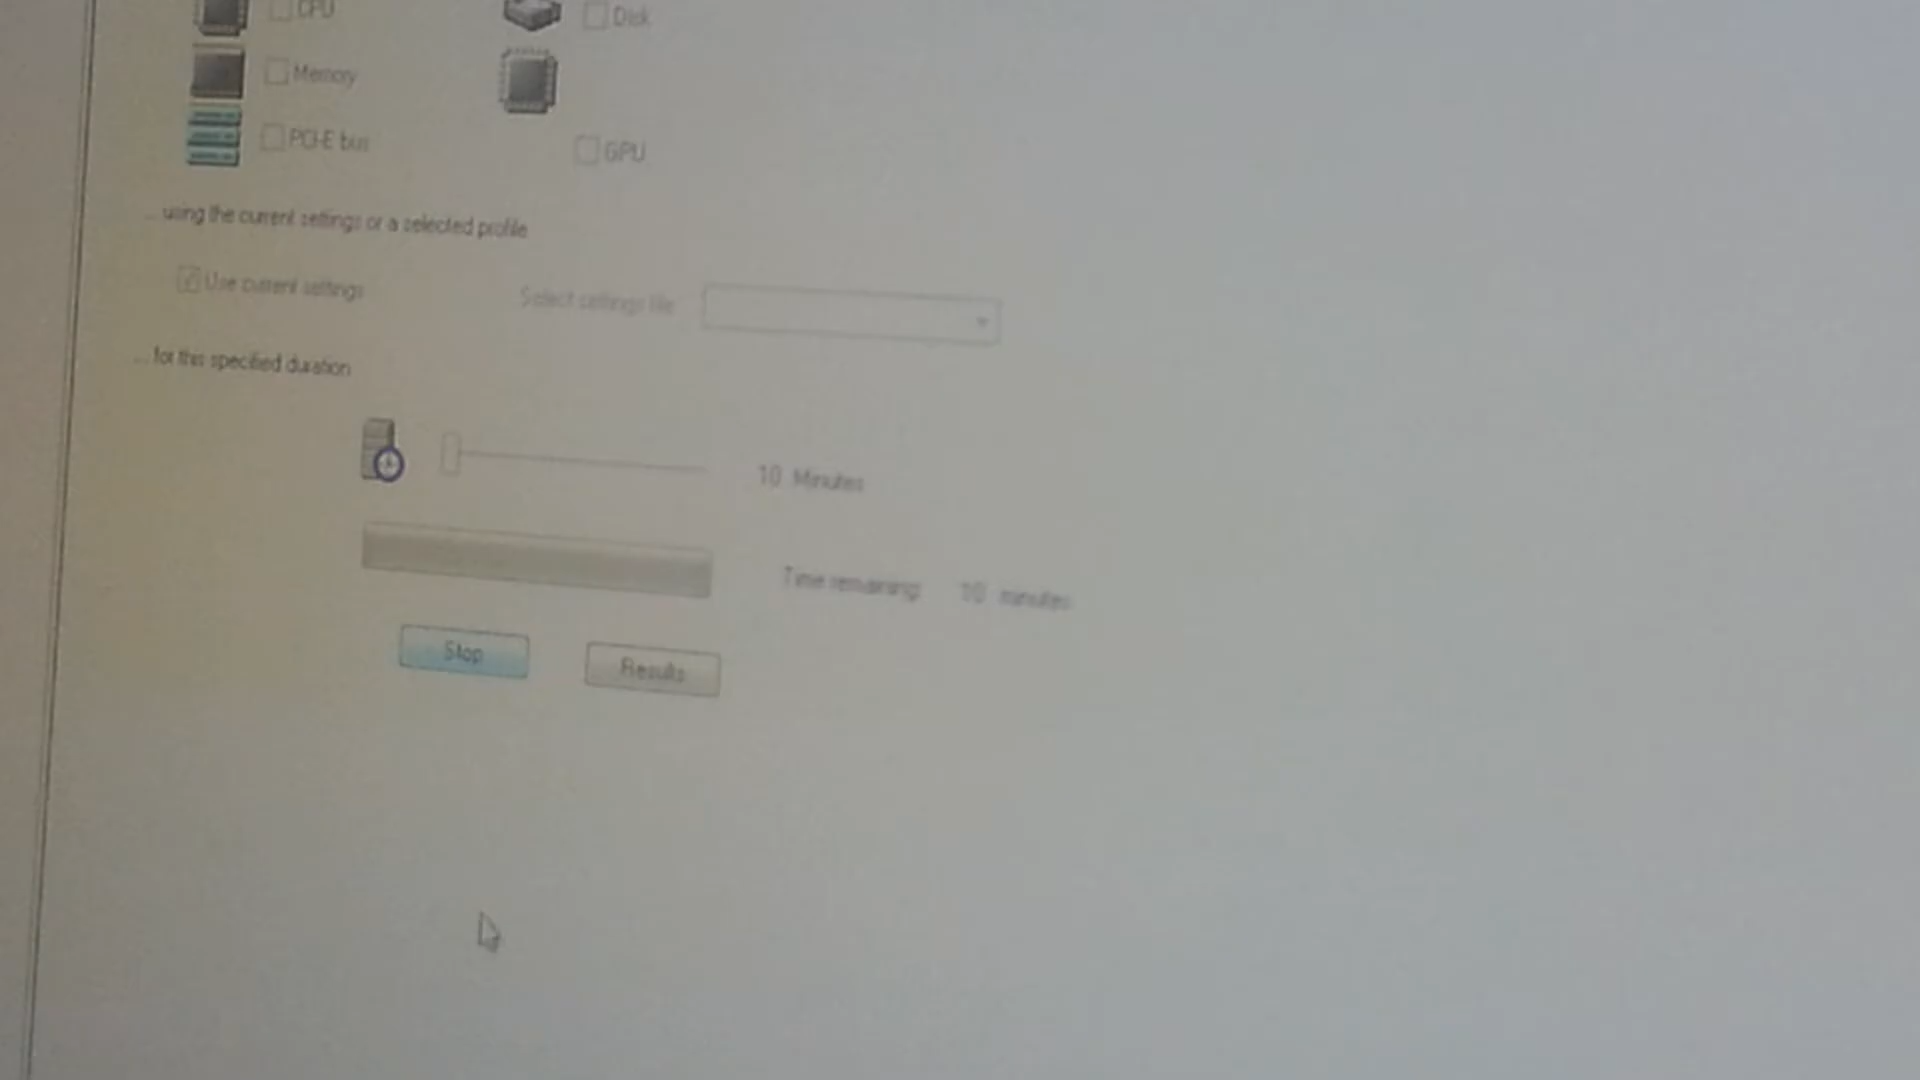 CPU
Disk
Memory
PCI-E bus
GPU
... using the current settings or a selected profile
Use current settings
Select settings file
... for this specified duration
10 Minutes
Time remaining: 10 minutes
Stop
Results